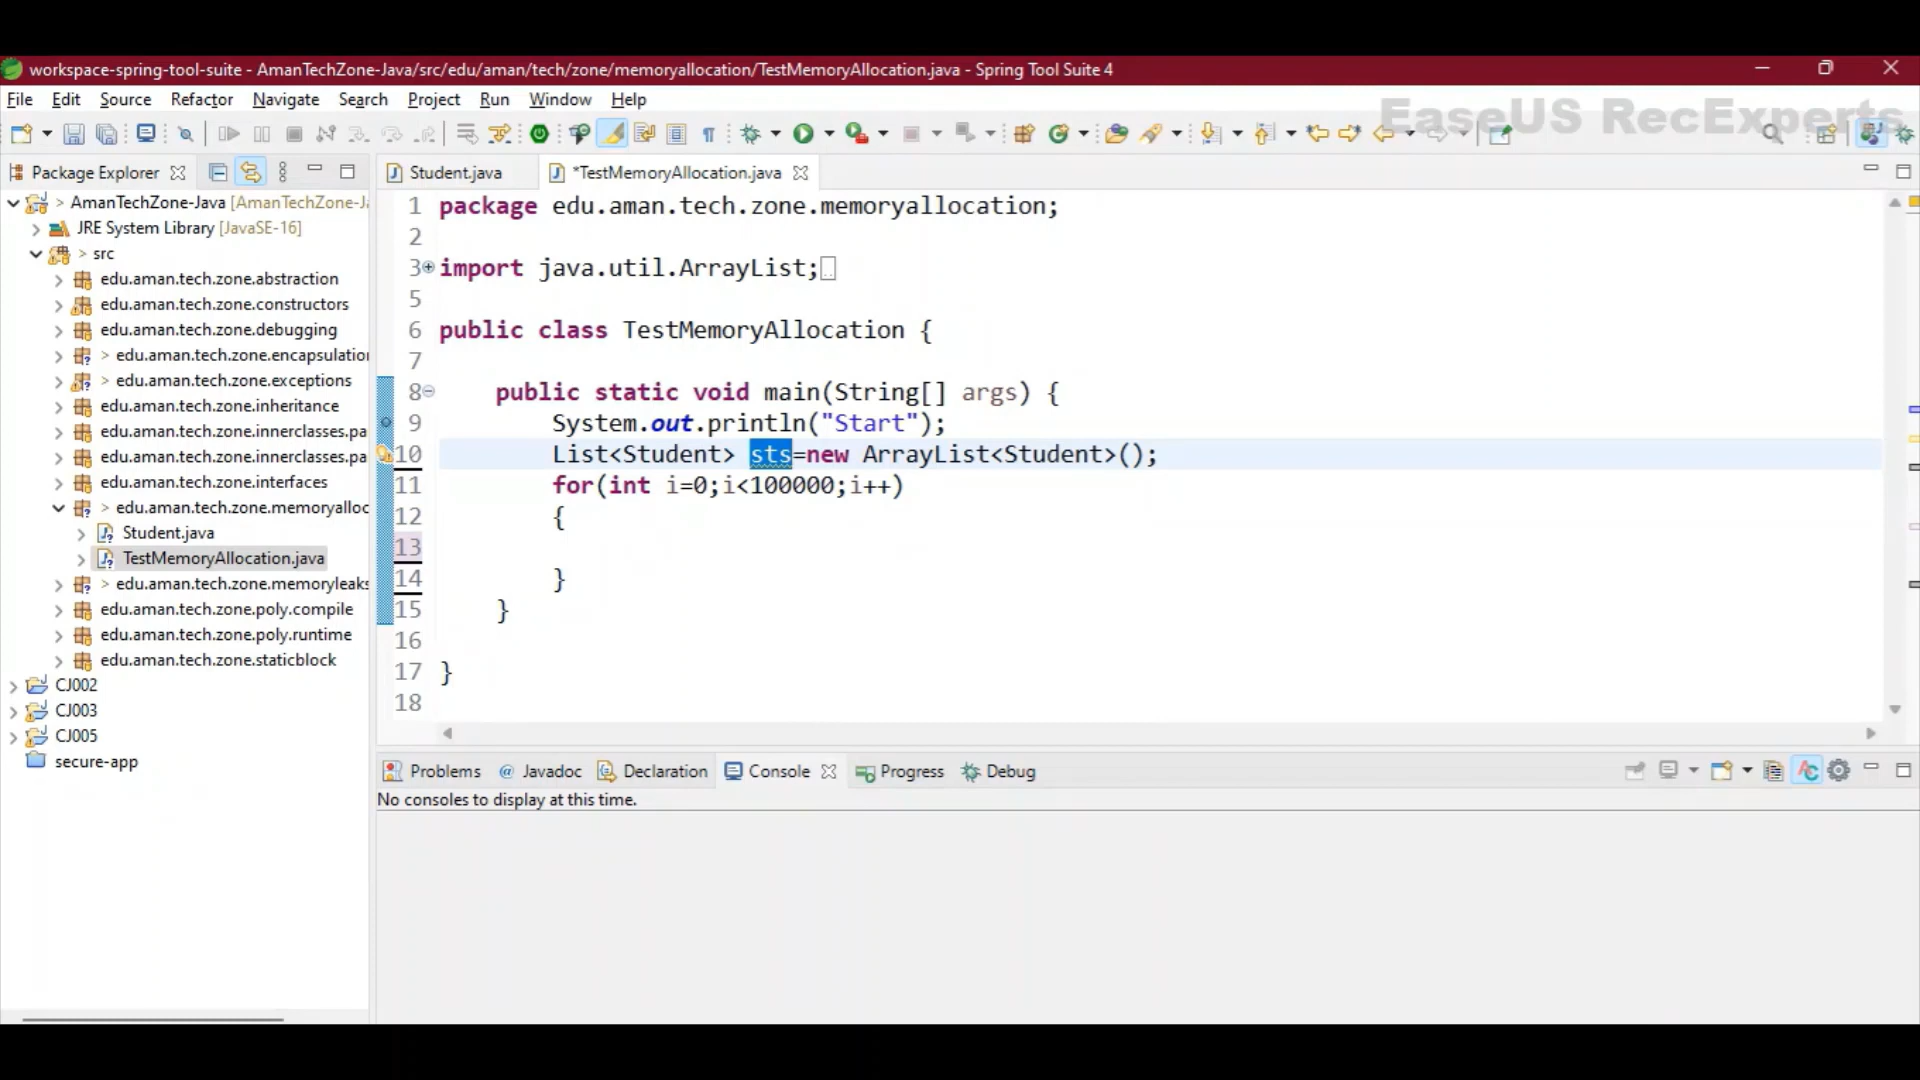 workspace-spring-tool-suite - AmanTechZone-Java/src/edu/aman/tech/zone/memoryallocation/TestMemoryAllocation.java - Spring Tool Suite 4
File Edit Source Refactor Navigate Search Project Run Window Help
EaseUS RecExperts
Package Explorer
AmanTechZone-Java [AmanTechZone-J
JRE System Library [JavaSE-16]
> src
edu.aman.tech.zone.abstraction
edu.aman.tech.zone.constructors
edu.aman.tech.zone.debugging
> edu.aman.tech.zone.encapsulation
> edu.aman.tech.zone.exceptions
edu.aman.tech.zone.inheritance
edu.aman.tech.zone.innerclasses.pa
edu.aman.tech.zone.innerclasses.pa
edu.aman.tech.zone.interfaces
> edu.aman.tech.zone.memoryalloc
Student.java
TestMemoryAllocation.java
> edu.aman.tech.zone.memoryleaks
edu.aman.tech.zone.poly.compile
edu.aman.tech.zone.poly.runtime
edu.aman.tech.zone.staticblock
CJ002
CJ003
CJ005
secure-app
Student.java *TestMemoryAllocation.java
1 package edu.aman.tech.zone.memoryallocation;
2
3 import java.util.ArrayList;
5
6 public class TestMemoryAllocation {
7
8 public static void main(String[] args) {
9 System.out.println("Start");
10 List<Student> sts=new ArrayList<Student>();
11 for(int i=0;i<100000;i++)
12 {
13
14 }
15 }
16
17 }
18
Problems Javadoc Declaration Console Progress Debug
No consoles to display at this time.